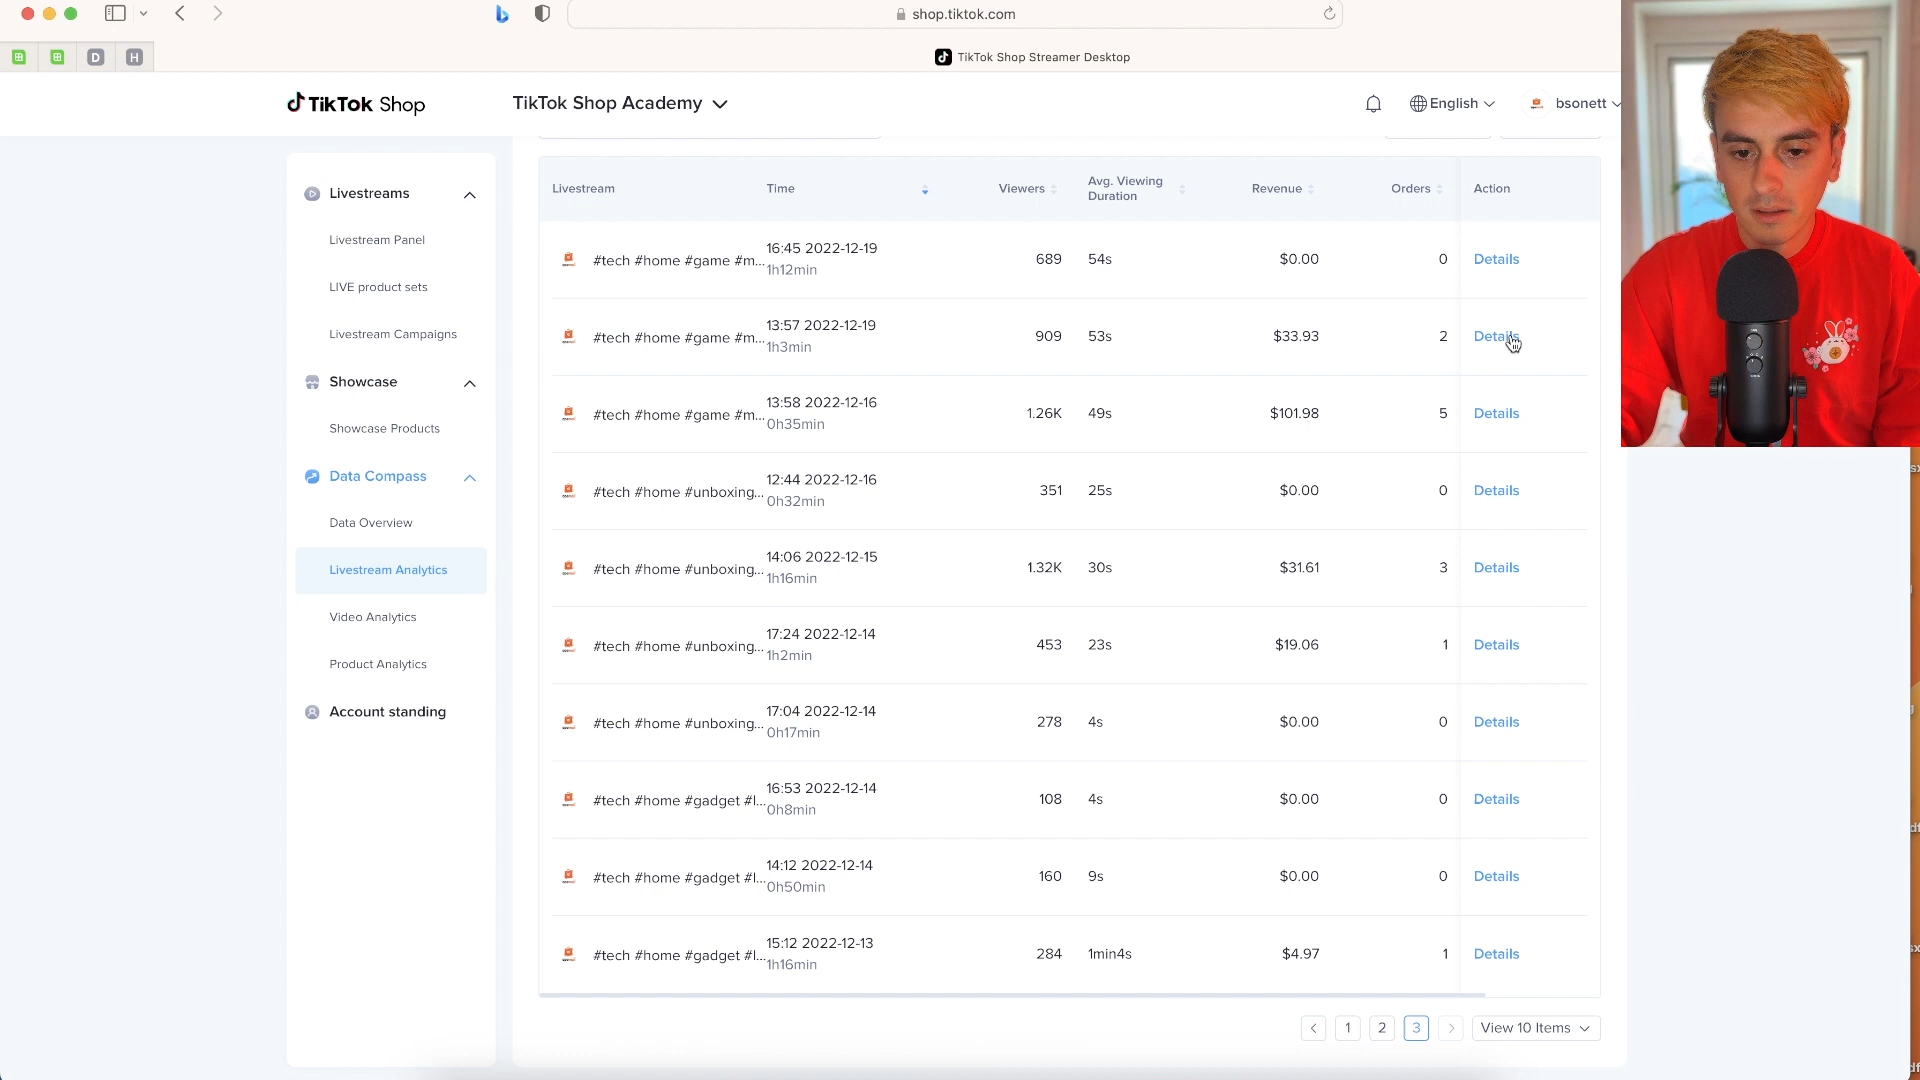 shop.tiktok.com
D
H
TikTok Shop Streamer Desktop
TikTok Shop
TikTok Shop Academy
English
bsonett
Livestreams
Livestream Panel
LIVE product sets
Livestream Campaigns
Showcase
Showcase Products
Data Compass
Data Overview
Livestream Analytics
Video Analytics
Product Analytics
Account standing
Livestream Time Viewers Avg. Viewing Duration Revenue Orders Action
#tech #home #game #m... 16:45 2022-12-19 689 54s $0.00 0 Details
1h12min
#tech #home #game #m... 13:57 2022-12-19 909 53s $33.93 2 Details
1h3min
#tech #home #game #m... 13:58 2022-12-16 1.26K 49s $101.98 5 Details
0h35min
#tech #home #unboxing... 12:44 2022-12-16 351 25s $0.00 0 Details
0h32min
#tech #home #unboxing... 14:06 2022-12-15 1.32K 30s $31.61 3 Details
1h16min
#tech #home #unboxing... 17:24 2022-12-14 453 23s $19.06 1 Details
1h2min
#tech #home #unboxing... 17:04 2022-12-14 278 4s $0.00 0 Details
0h17min
#tech #home #gadget #l... 16:53 2022-12-14 108 4s $0.00 0 Details
0h8min
#tech #home #gadget #l... 14:12 2022-12-14 160 9s $0.00 0 Details
0h50min
#tech #home #gadget #l... 15:12 2022-12-13 284 1min4s $4.97 1 Details
1h16min
1 2 3 View 10 Items